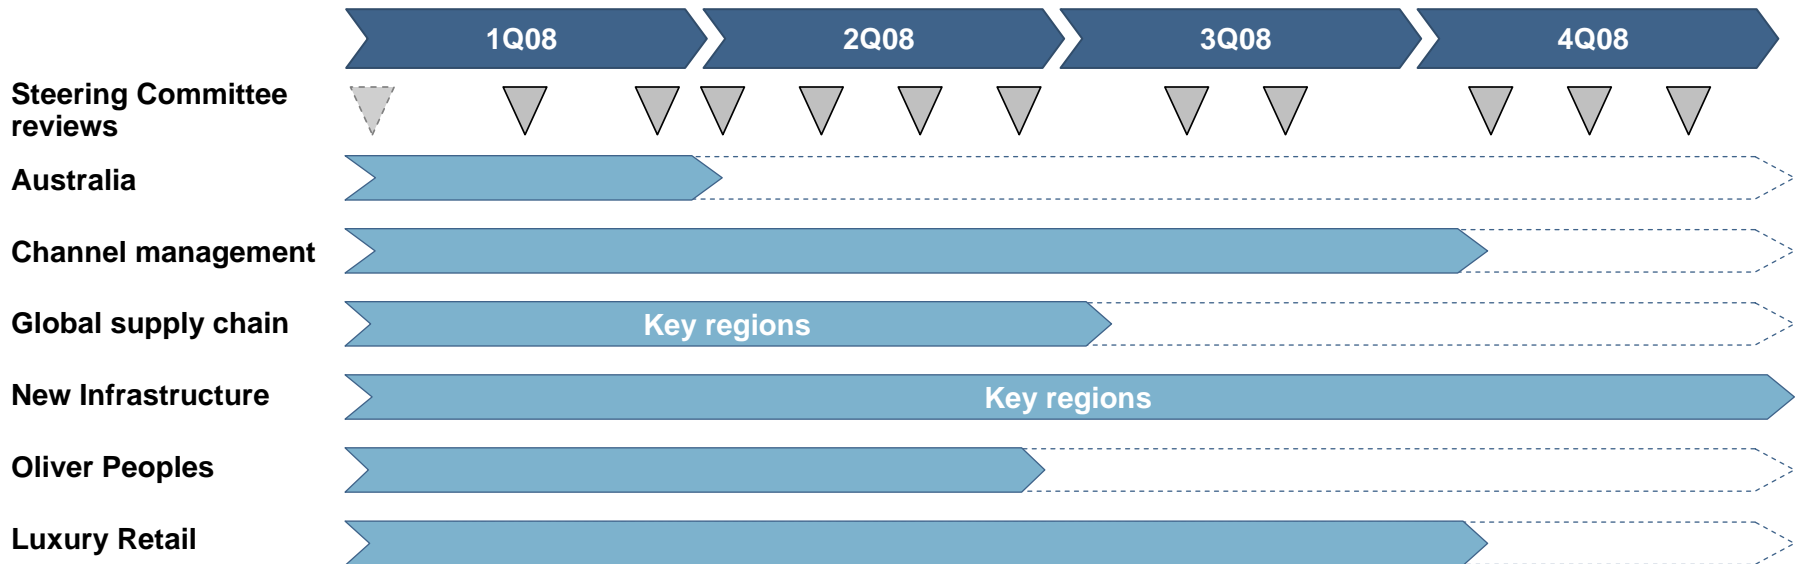 1Q08
2Q08
3Q08
4Q08
Steering Committee
reviews
Australia
Channel management
Global supply chain
Key regions
New Infrastructure
Key regions
Oliver Peoples
Luxury Retail